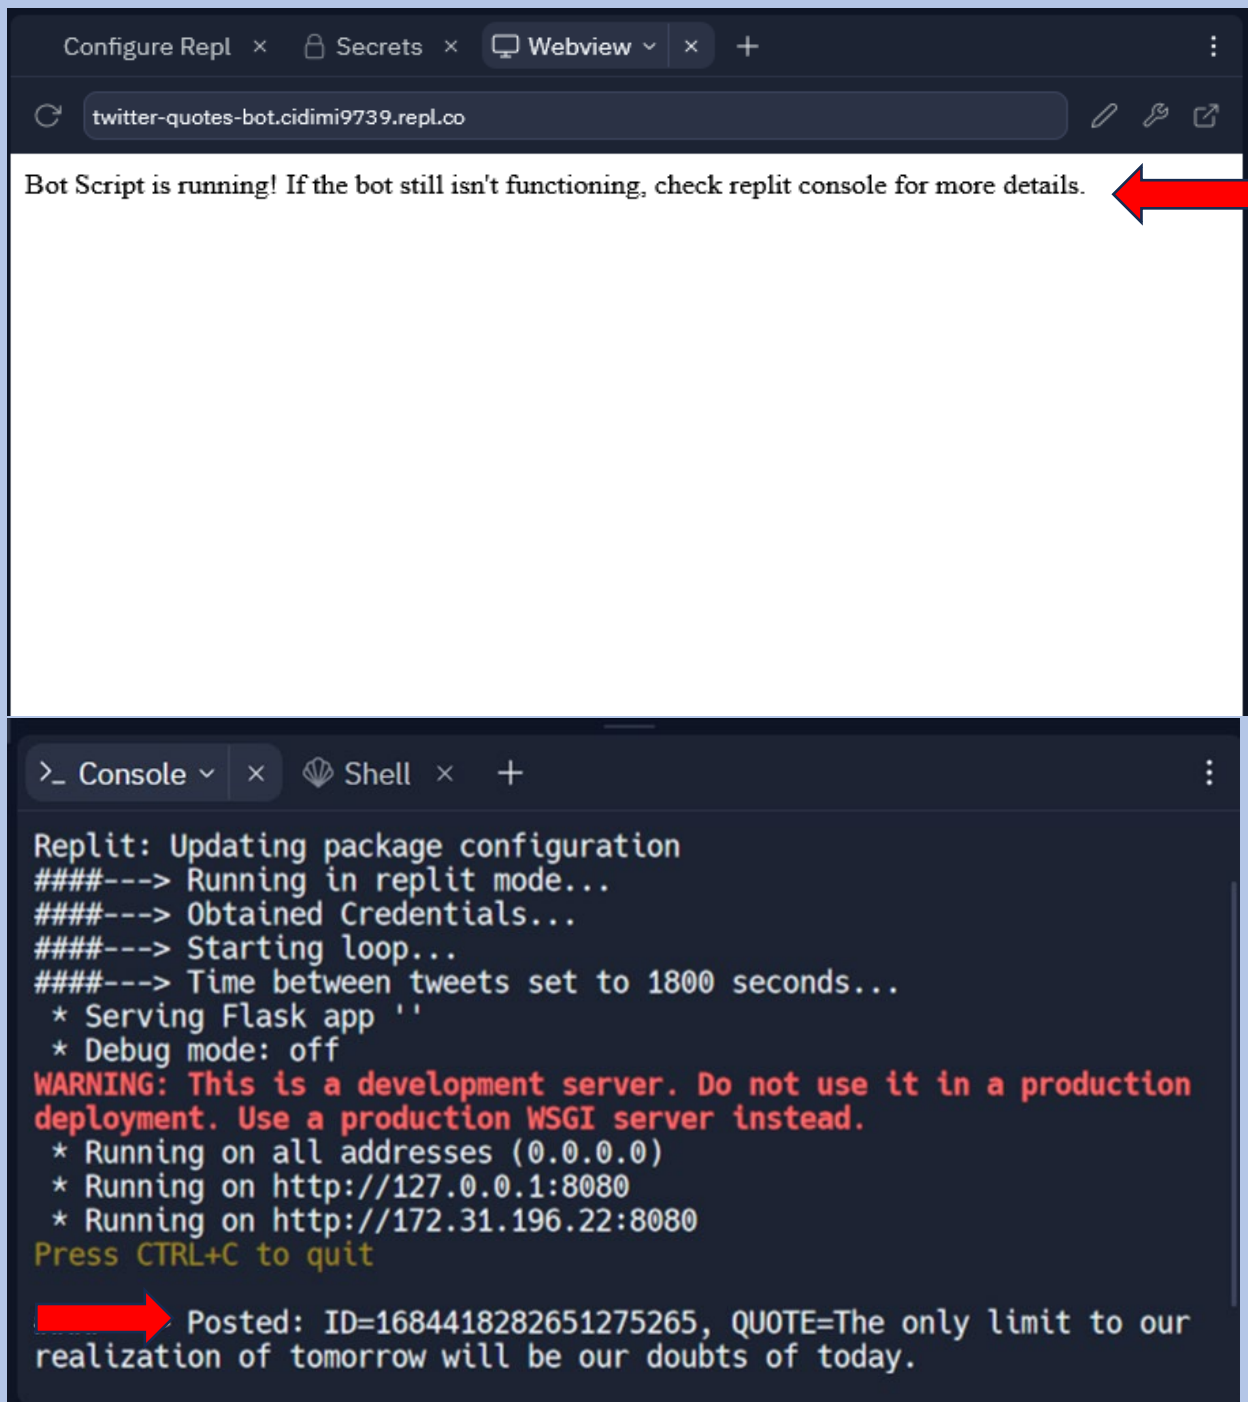 Configure Repl × Secrets × Webview × +
twitter-quotes-bot.cidimi9739.repl.co
Bot Script is running! If the bot still isn't functioning, check replit console for more details.
>_ Console × Shell × +
Replit: Updating package configuration
####---> Running in replit mode...
####---> Obtained Credentials...
####---> Starting loop...
####---> Time between tweets set to 1800 seconds...
* Serving Flask app ''
* Debug mode: off
WARNING: This is a development server. Do not use it in a production
deployment. Use a production WSGI server instead.
* Running on all addresses (0.0.0.0)
* Running on http://127.0.0.1:8080
* Running on http://172.31.196.22:8080
Press CTRL+C to quit
Posted: ID=1684418282651275265, QUOTE=The only limit to our
realization of tomorrow will be our doubts of today.